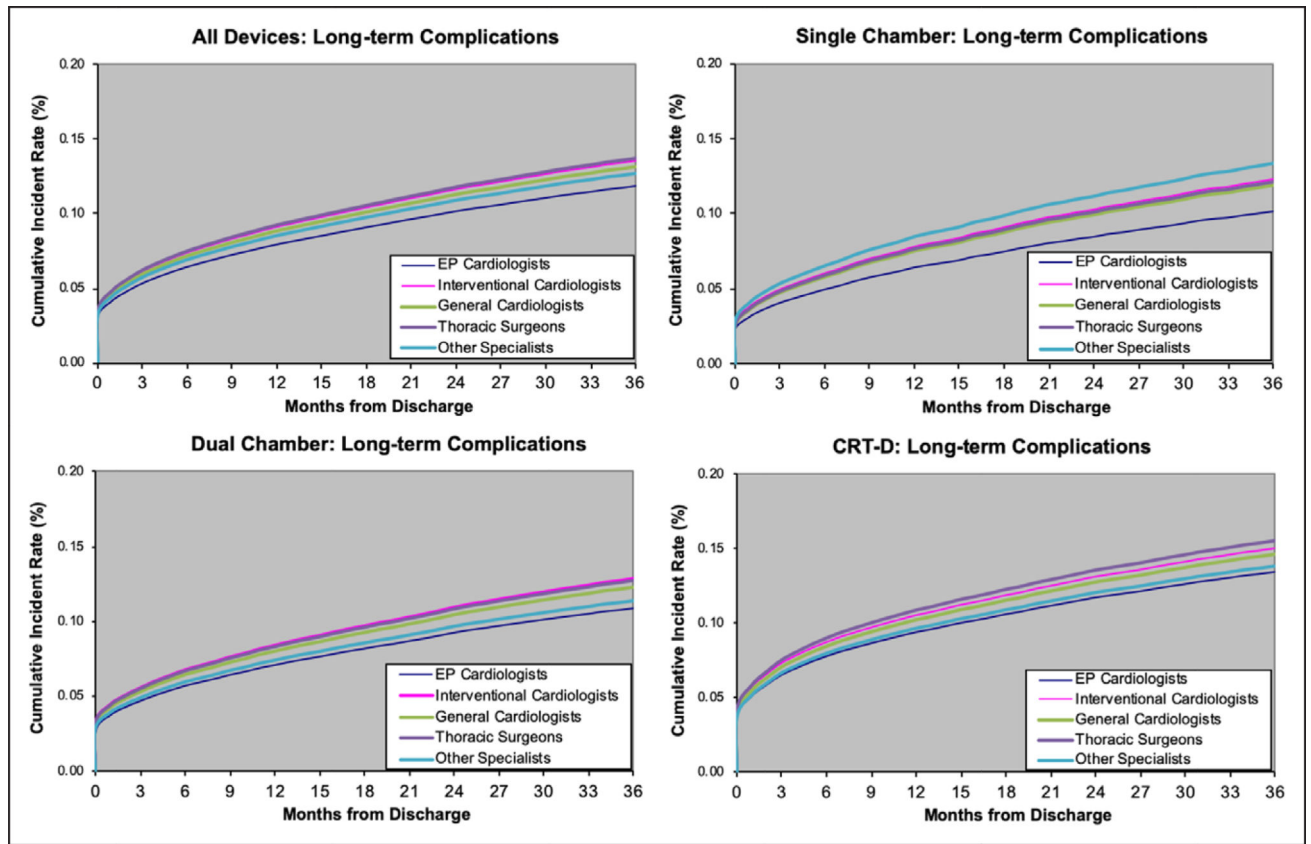 All Devices: Long-term Complications
Cumulative Incident Rate (%)
0.20
0.15
0.10
0.05
0.00
EP Cardiologists
Interventional Cardiologists
General Cardiologists
Thoracic Surgeons
Other Specialists
0 3 6 9 12 15 18 21 24 27 30 33 36
Months from Discharge
Single Chamber: Long-term Complications
Cumulative Incident Rate (%)
0.20
0.15
0.10
0.05
0.00
EP Cardiologists
Interventional Cardiologists
General Cardiologists
Thoracic Surgeons
Other Specialists
0 3 6 9 12 15 18 21 24 27 30 33 36
Months from Discharge
Dual Chamber: Long-term Complications
Cumulative Incident Rate (%)
0.20
0.15
0.10
0.05
0.00
EP Cardiologists
Interventional Cardiologists
General Cardiologists
Thoracic Surgeons
Other Specialists
0 3 6 9 12 15 18 21 24 27 30 33 36
Months from Discharge
CRT-D: Long-term Complications
Cumulative Incident Rate (%)
0.20
0.15
0.10
0.05
0.00
EP Cardiologists
Interventional Cardiologists
General Cardiologists
Thoracic Surgeons
Other Specialists
0 3 6 9 12 15 18 21 24 27 30 33 36
Months from Discharge